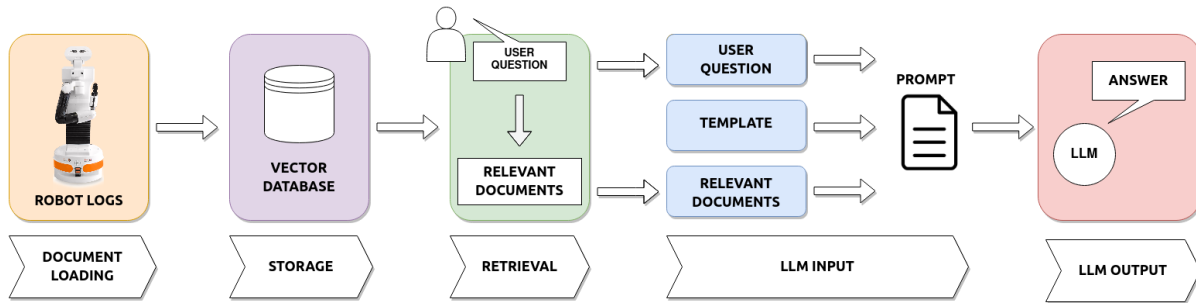 ROBOT LOGS
VECTOR
DATABASE
USER
QUESTION
RELEVANT
DOCUMENTS
USER
QUESTION
TEMPLATE
RELEVANT
DOCUMENTS
PROMPT
ANSWER
LLM
DOCUMENT
LOADING
STORAGE
RETRIEVAL
LLM INPUT
LLM OUTPUT